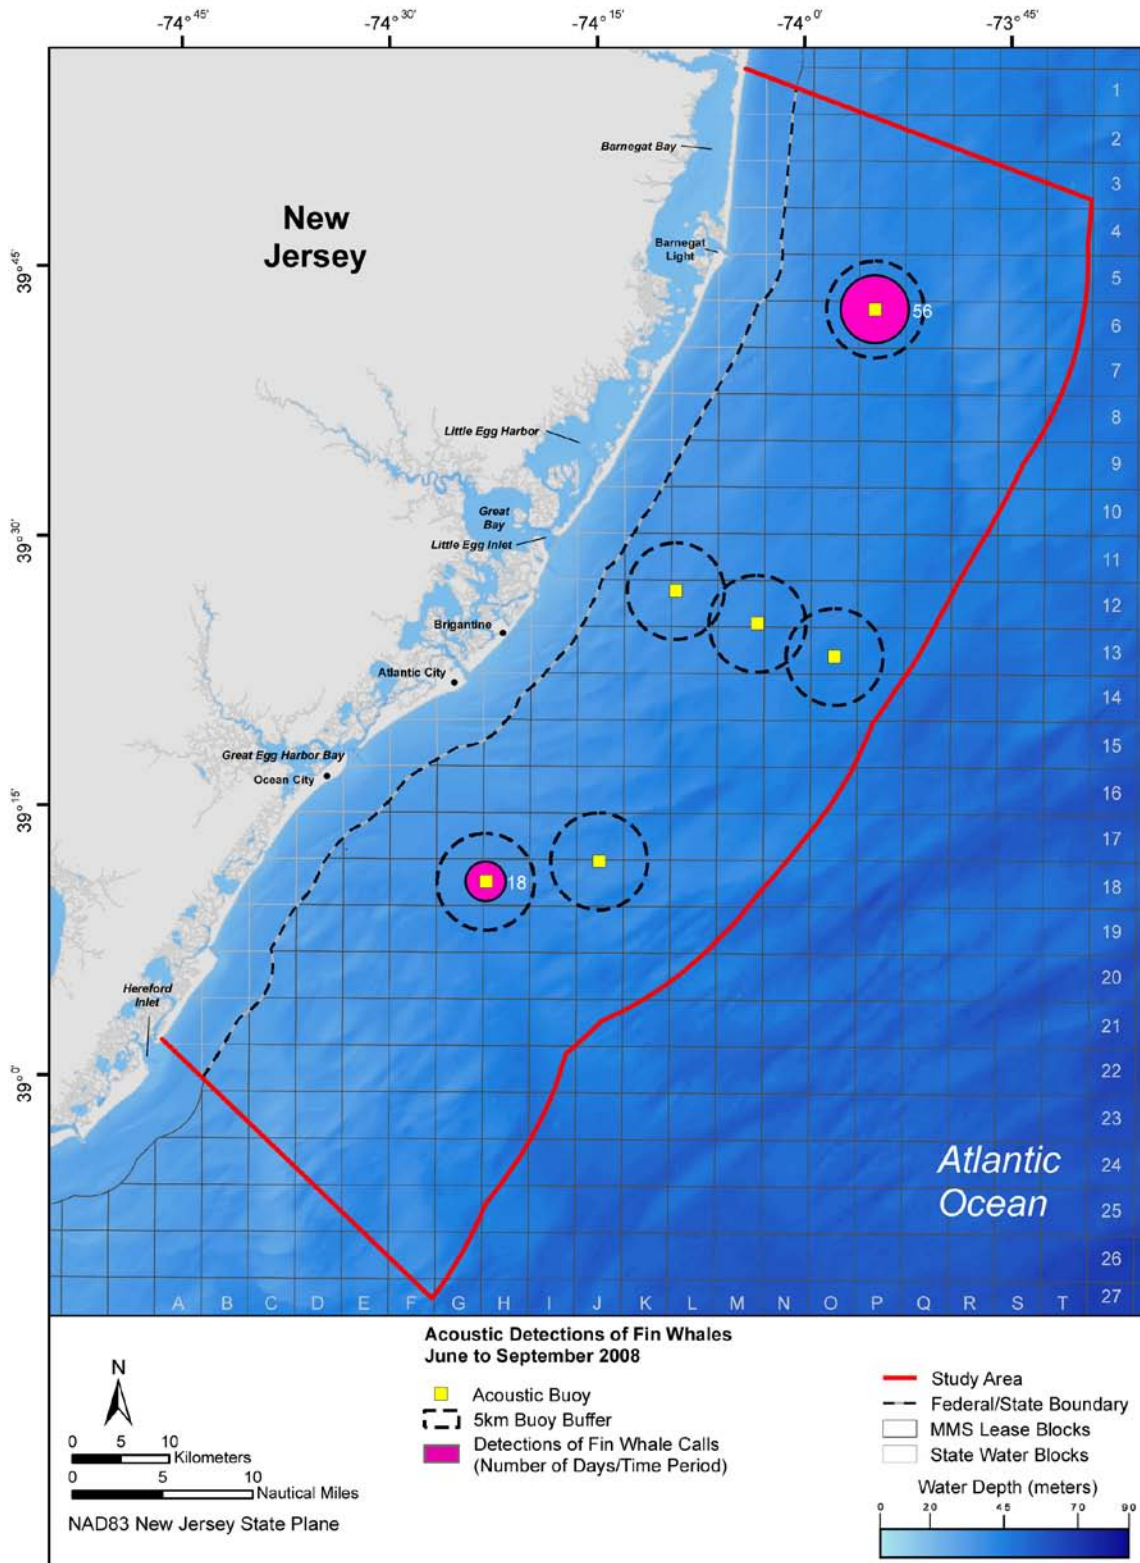 -74°45'
-74°30'
-74°15'
-74°0'
-73°45'
1
2
Barnegat Bay
3
New
Jersey
4
Barnegat
Light
39°45'
5
56
6
7
8
Little Egg Harbor
9
Great
Bay
10
39°30'
Little Egg Inlet
11
12
Brigantine
13
Atlantic City
14
15
Great Egg Harbor Bay
Ocean City
16
39°15'
17
18
18
19
20
Hereford
Inlet
21
39°0'
22
23
Atlantic
Ocean
24
25
26
A B C D E F G H I J K L M N O P Q R S T 27
Acoustic Detections of Fin Whales
June to September 2008
N
Acoustic Buoy
5km Buoy Buffer
Detections of Fin Whale Calls
(Number of Days/Time Period)
Study Area
Federal/State Boundary
MMS Lease Blocks
State Water Blocks
0 5 10
Kilometers
0 5 10
Nautical Miles
NAD83 New Jersey State Plane
Water Depth (meters)
0 20 45 70 90